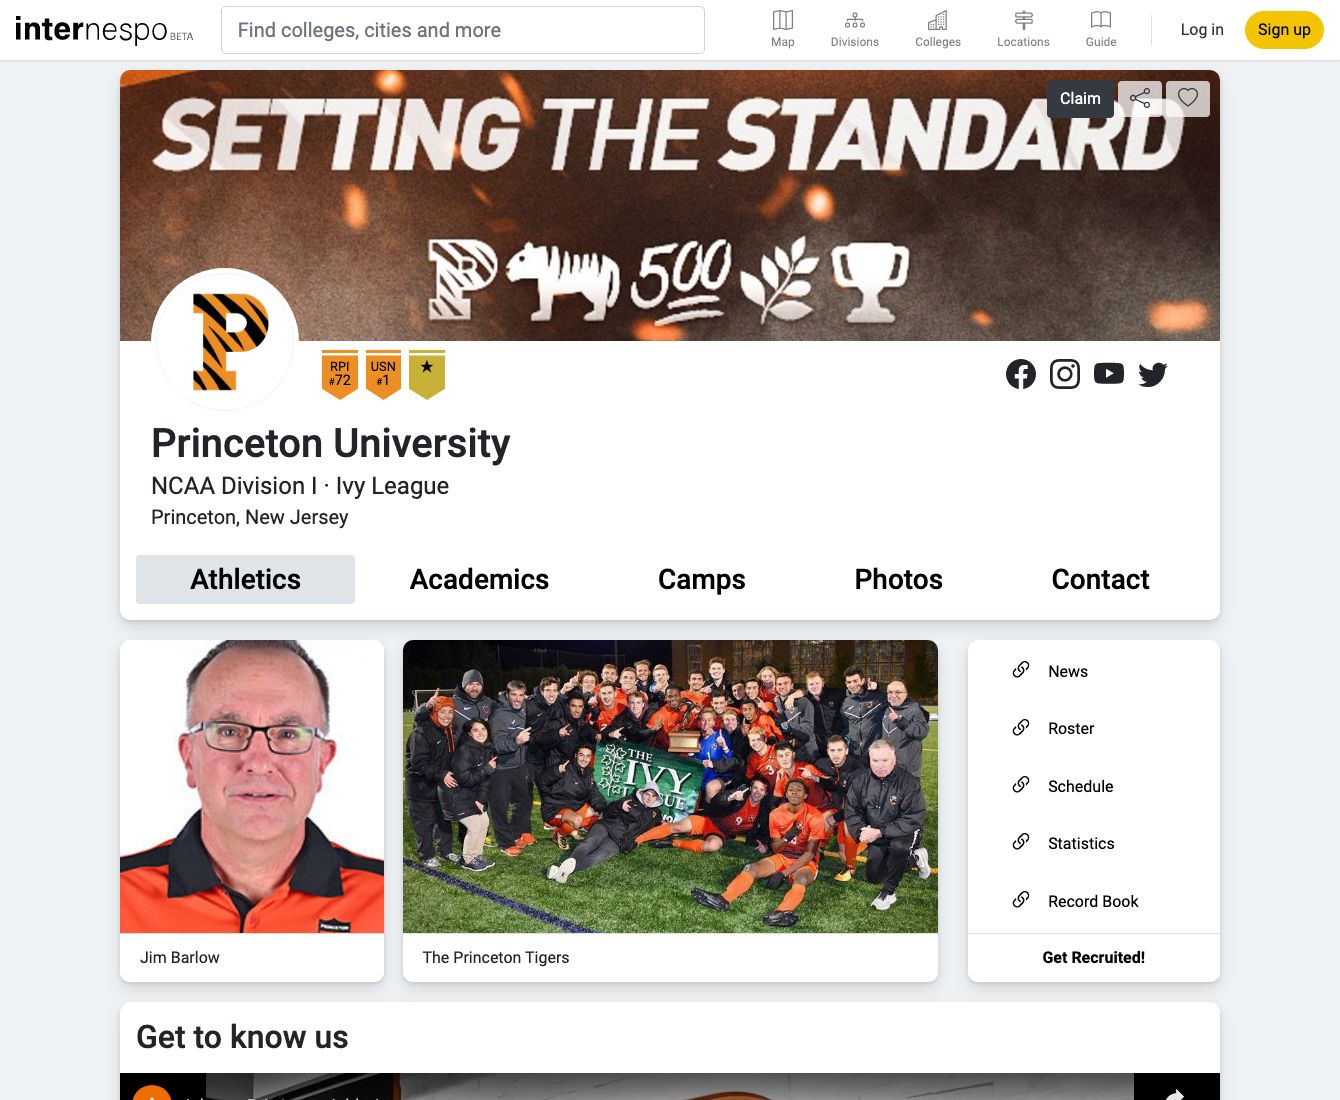 internespo BETA
Find colleges, cities and more
Map
Divisions
Colleges
Locations
Guide
Log in
Sign up
SETTING THE STANDARD
Claim
P
500
P
RPI
#72
USN
#1
Princeton University
NCAA Division I · Ivy League
Princeton, New Jersey
Athletics
Academics
Camps
Photos
Contact
THE
IVY
News
Roster
Schedule
Statistics
Record Book
Get Recruited!
PRINCETON
Jim Barlow
The Princeton Tigers
Get to know us